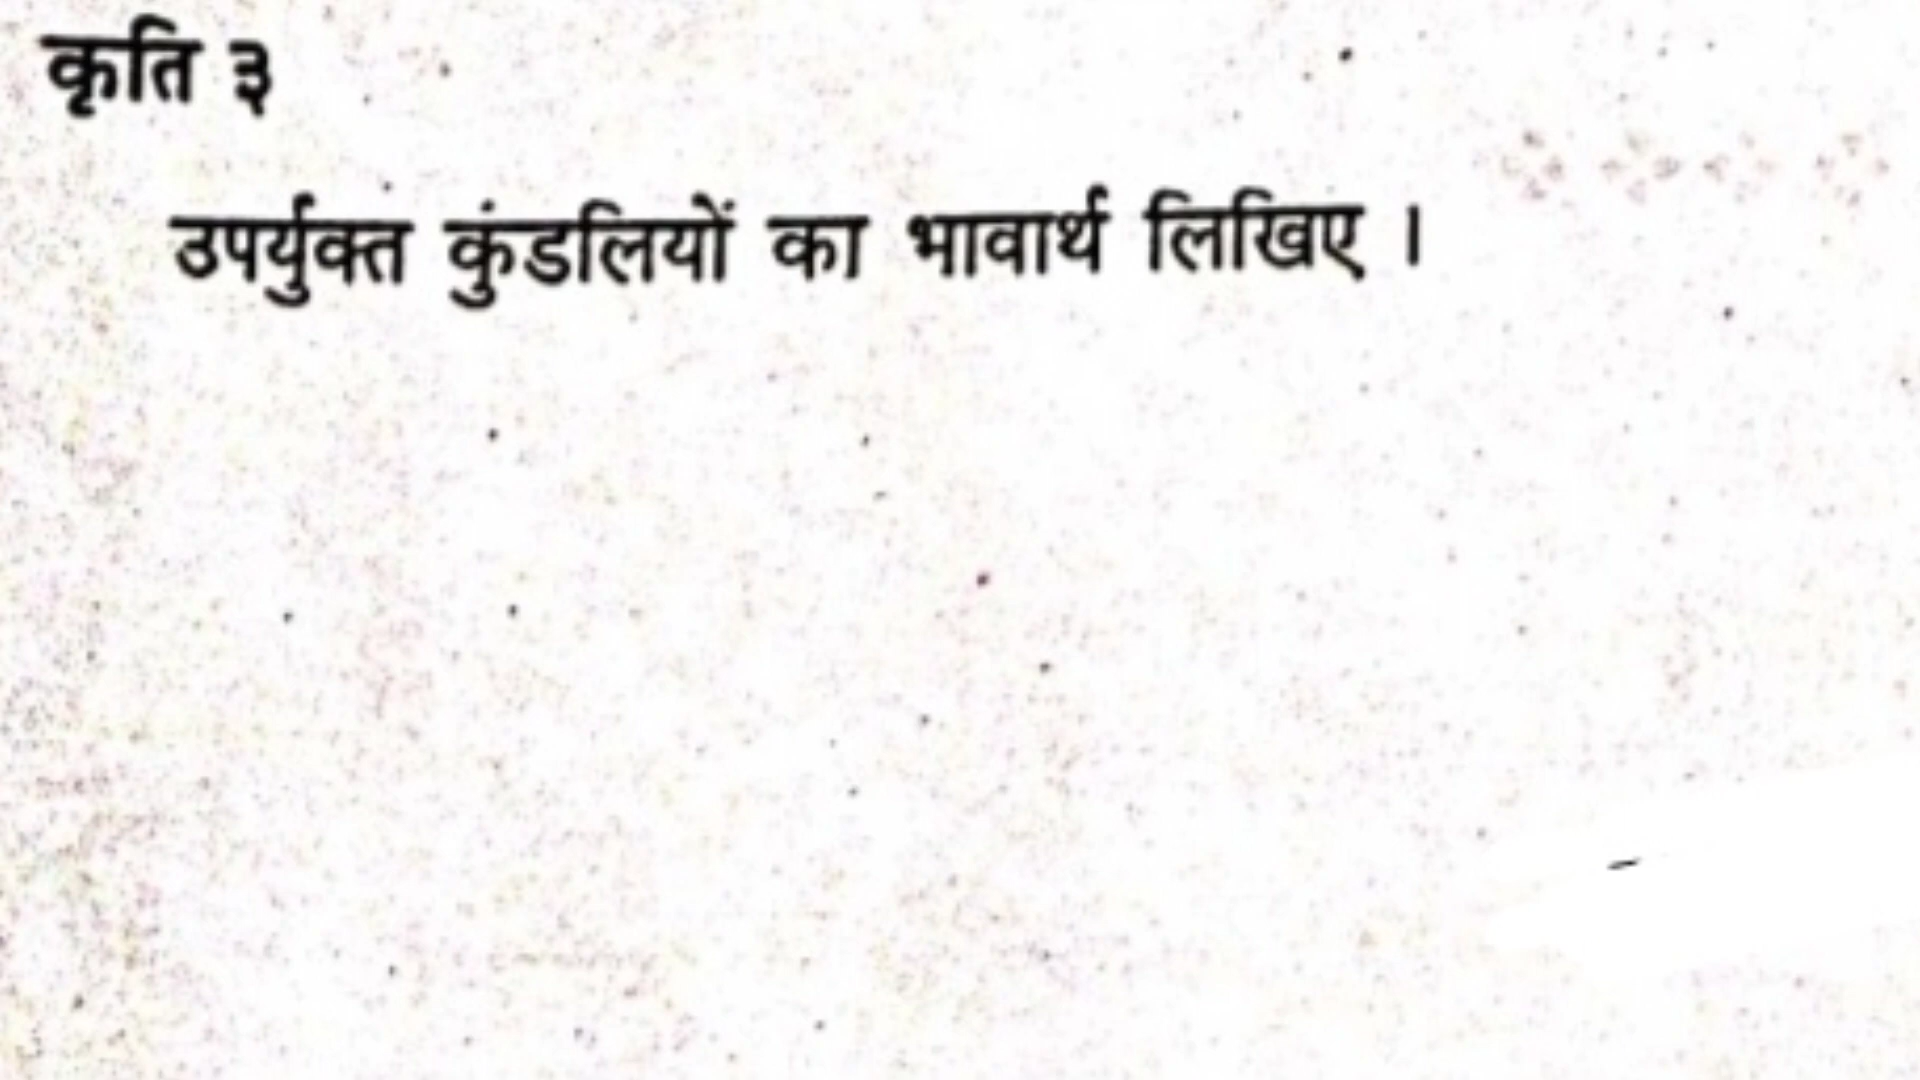 कृति ३
उपर्युक्त कुंडलियों का भावार्थ लिखिए ।